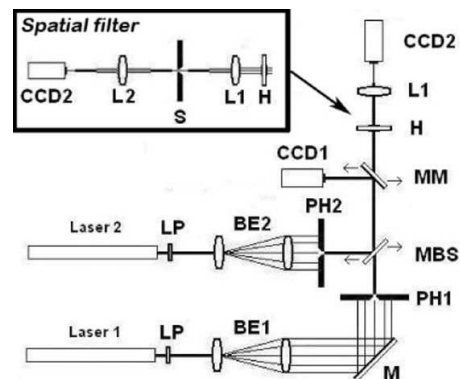 Spatial filter
CCD2
L2
S
L1
H
CCD2
L1
H
CCD1
MM
Laser 2
LP
BE2
PH2
MBS
PH1
Laser 1
LP
BE1
M